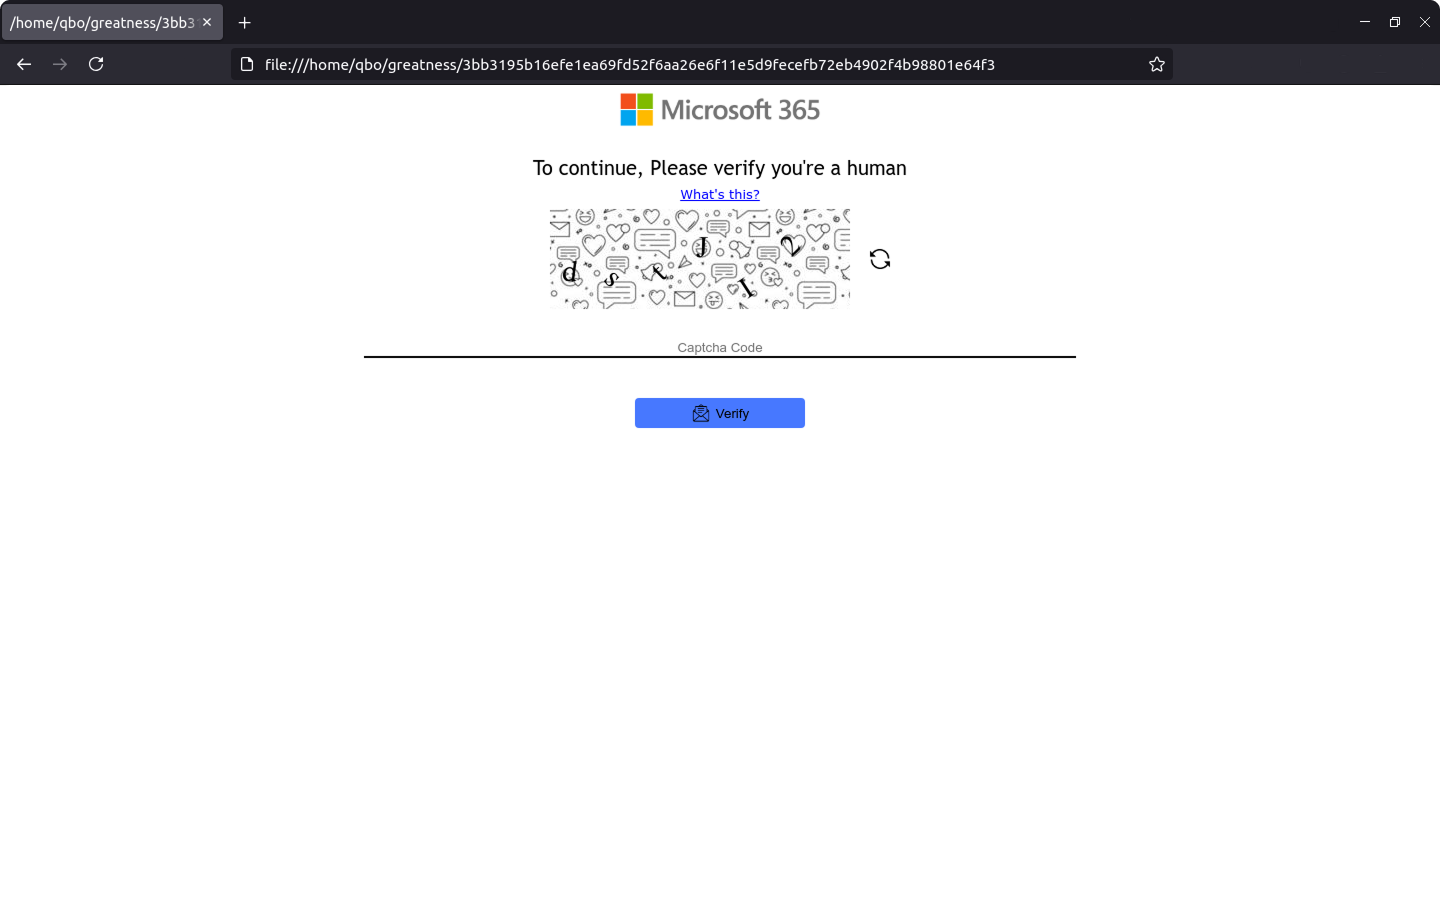 /home/qbo/greatness/3bb3
file:///home/qbo/greatness/3bb3195b16efe1ea69fd52f6aa26e6f11e5d9fecefb72eb4902f4b98801e64f3
Microsoft 365
To continue, Please verify you're a human
What's this?
d s t J I 2
Captcha Code
Verify